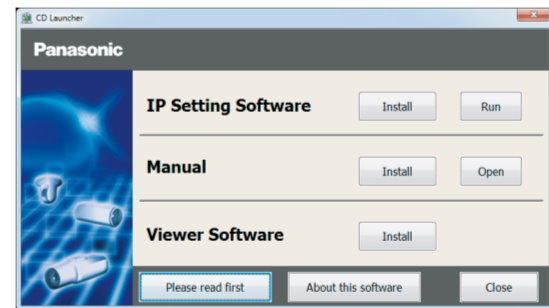 CD Launcher
Panasonic
IP Setting Software Install Run
Manual Install Open
Viewer Software Install
Please read first About this software Close